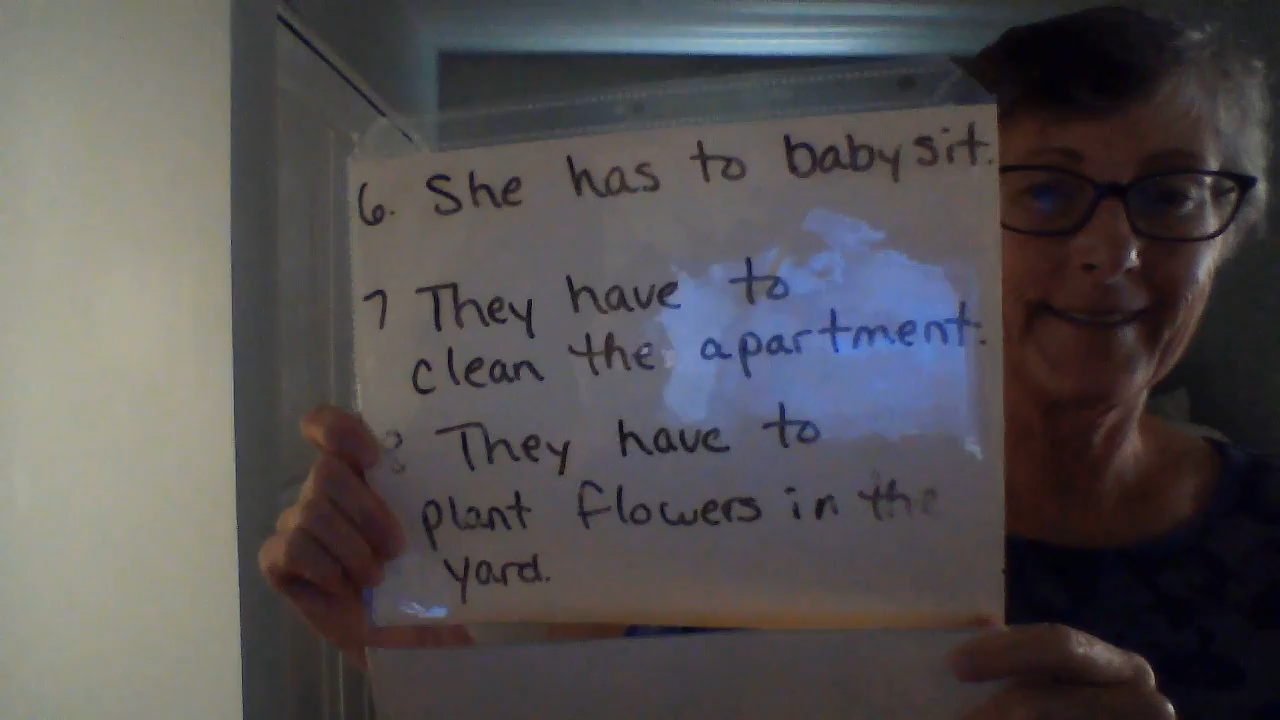 6. She has to babysit.
7 They have to
clean the apartment.
8 They have to
plant flowers in the
yard.